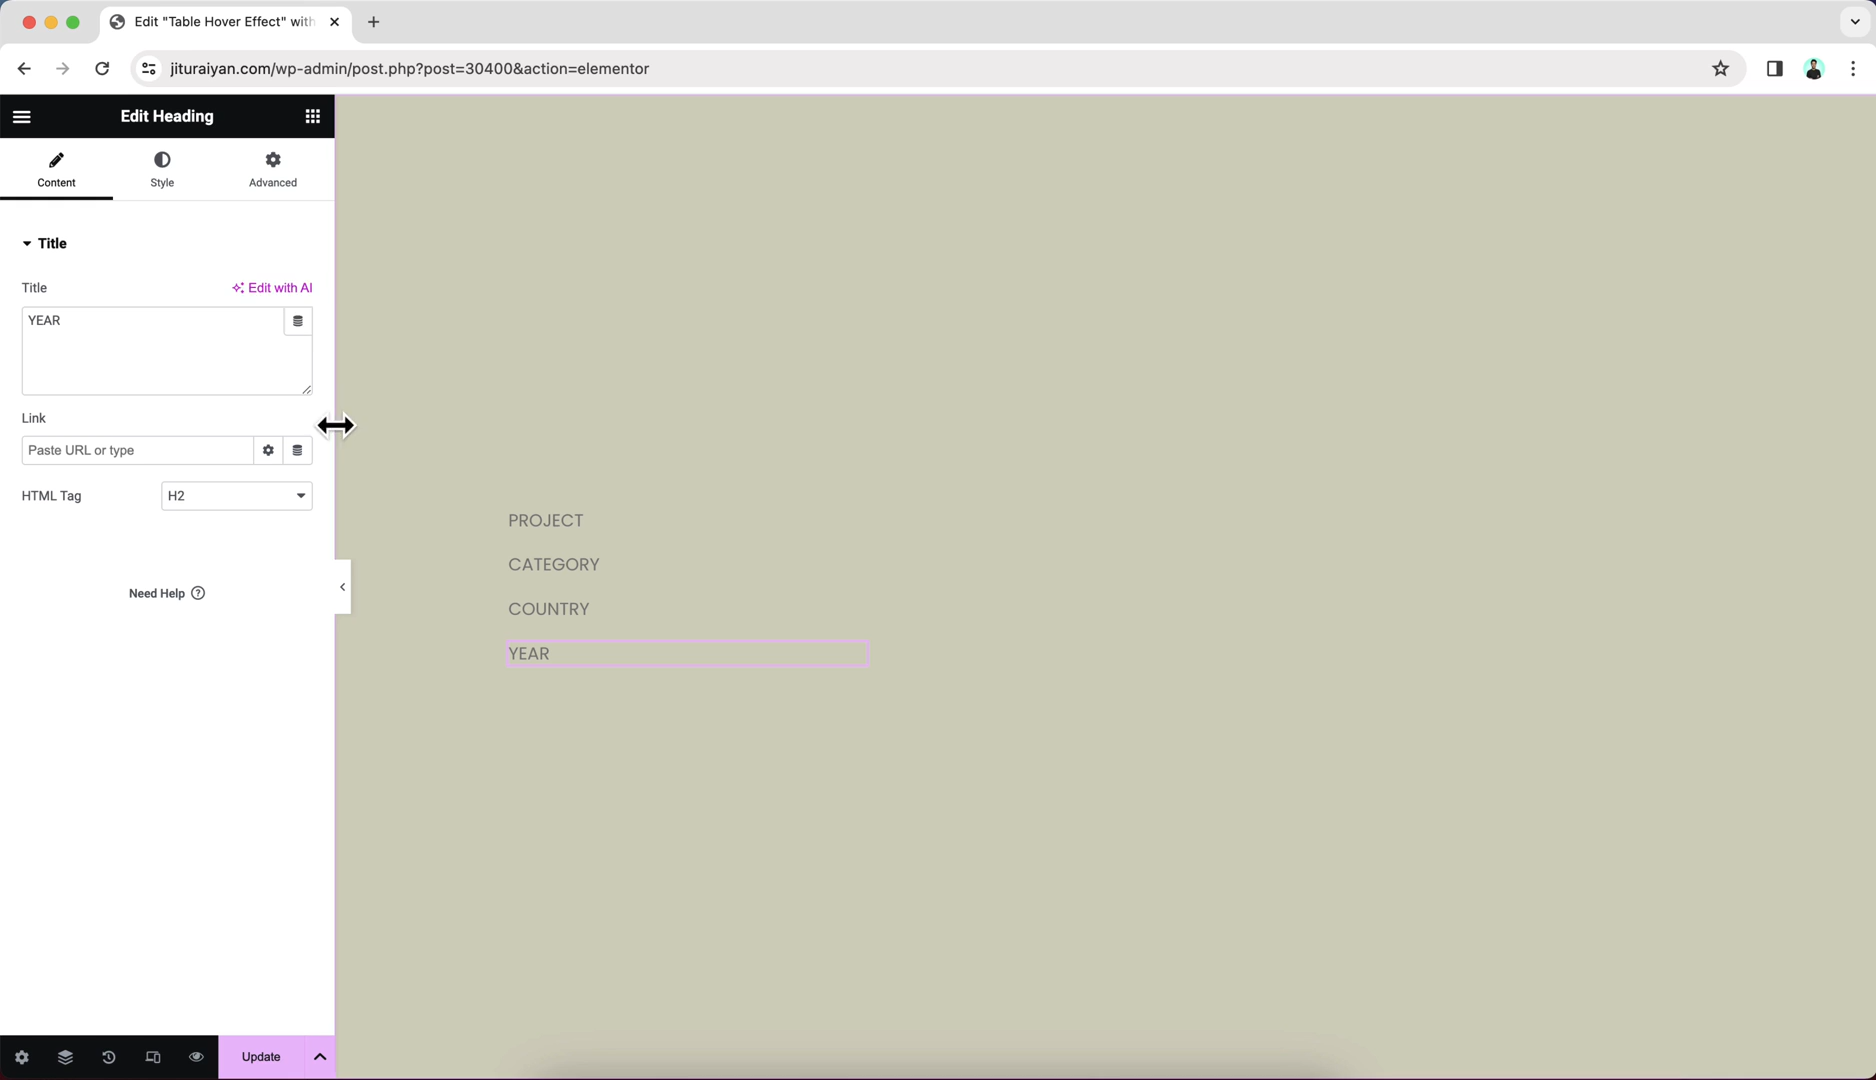 Edit "Table Hover Effect" with
jituraiyan.com/wp-admin/post.php?post=30400&action=elementor
Edit Heading
Content
Style
Advanced
Title
Title
Edit with AI
YEAR
Link
Paste URL or type
HTML Tag
H2
Need Help
?
PROJECT
CATEGORY
COUNTRY
YEAR
Update